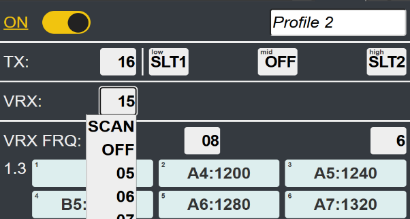 ON Profile 2
TX: 16 low SLT1 mid OFF high SLT2
VRX: 15
SCAN
VRX FRQ: OFF 08 6
1.3 1 05 2 A4:1200 3 A5:1240
4 B5: 06 5 A6:1280 6 A7:1320